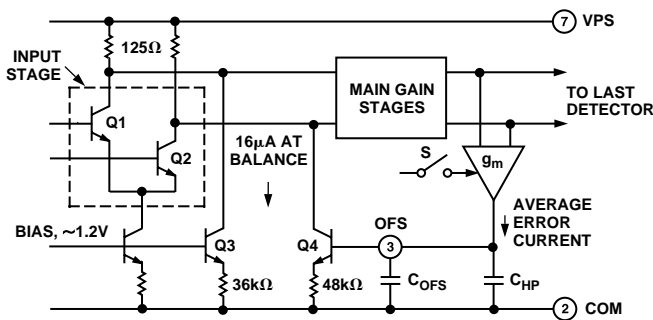 7 VPS
125Ω
INPUT
STAGE
MAIN GAIN
STAGES
TO LAST
DETECTOR
Q1
Q2
16μA AT
BALANCE
S
gm
AVERAGE
ERROR
CURRENT
BIAS, ~1.2V
Q3
Q4
OFS
3
36kΩ
48kΩ
COFS
CHP
2 COM